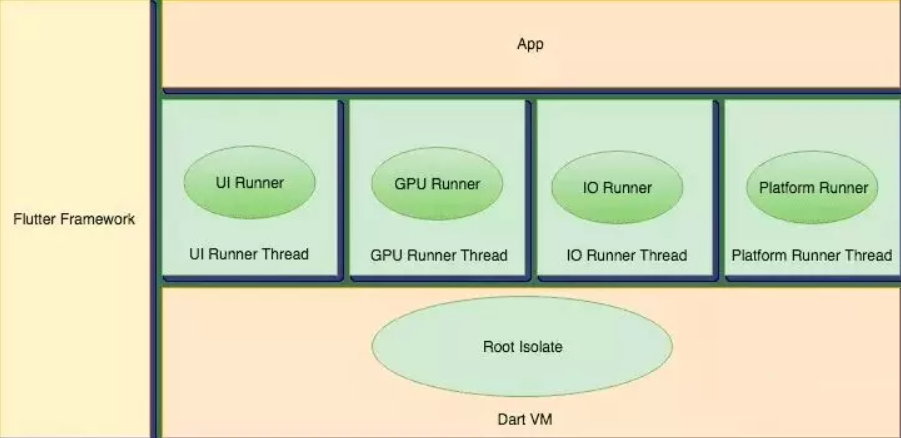 App
UI Runner
GPU Runner
IO Runner
Platform Runner
Flutter Framework
UI Runner Thread
GPU Runner Thread
IO Runner Thread
Platform Runner Thread
Root Isolate
Dart VM